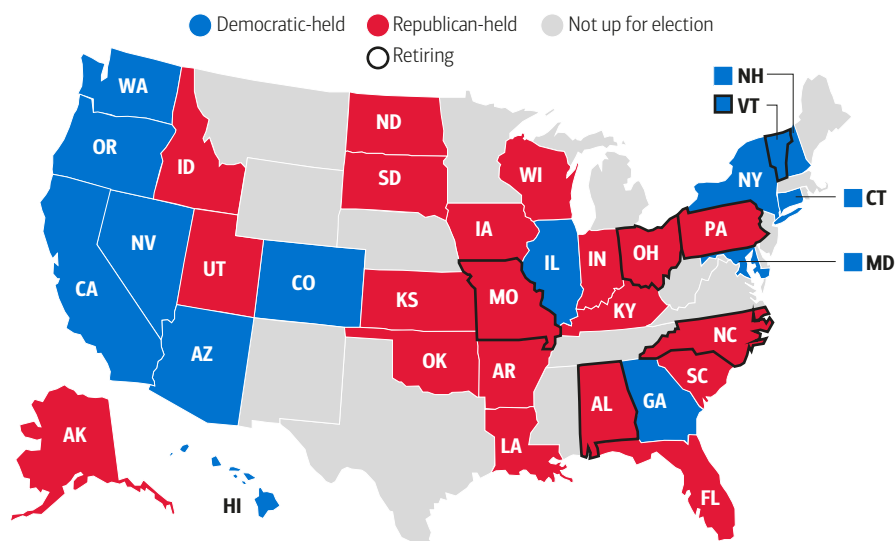 Democratic-held Republican-held Not up for election
Retiring
NH
VT
WA
ND
OR
ID
WI
SD
NY
CT
IA
PA
NV
OH
IL
IN
MD
UT
CO
CA
MO
KS
KY
NC
AZ
OK
AR
SC
AL
GA
AK
LA
FL
HI